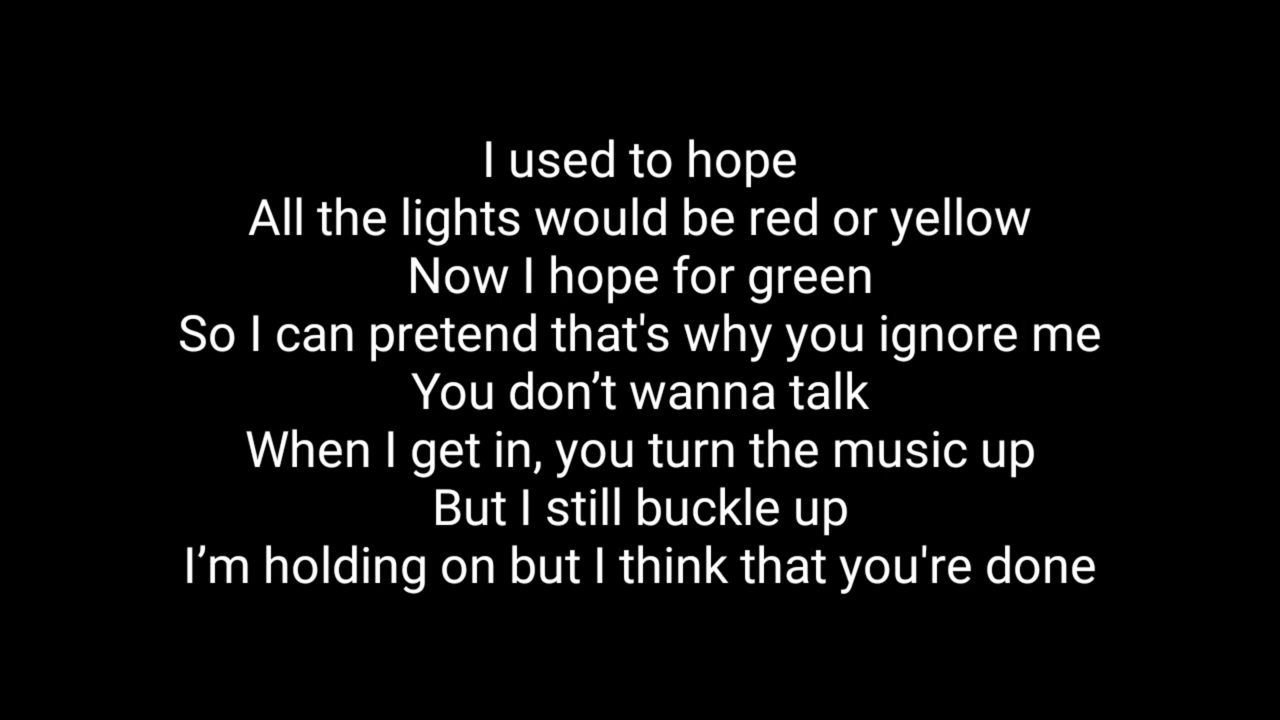 I used to hope
All the lights would be red or yellow
Now I hope for green
So I can pretend that's why you ignore me
You don’t wanna talk
When I get in, you turn the music up
But I still buckle up
I’m holding on but I think that you're done